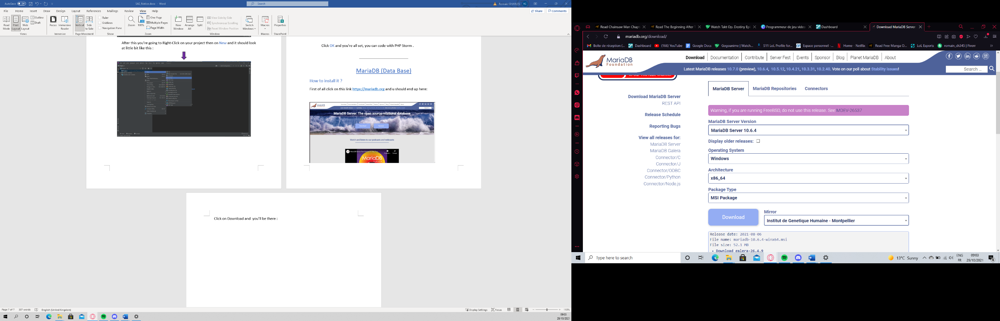 AutoSave Off
SAE_Notice.docx - Word
Search
Romain CHARLES RC
File Home Insert Draw Design Layout References Mailings Review View Help
Share Comments
Read Mode
Print Layout
Web Layout
Outline
Draft
Views
Focus
Immersive Reader
Immersive
Vertical
Side to Side
Page Movement
Ruler
Gridlines
Navigation Pane
Show
Zoom
100%
One Page
Multiple Pages
Page Width
Zoom
New Window
Arrange All
Split
View Side by Side
Synchronous Scrolling
Reset Window Position
Window
Switch Windows
Macros
Macros
Properties
SharePoint
After this you're going to Right-Click on your project then on New and it should look
at little bit like this :
Click OK and you're all set, you can code with PHP Storm .
MariaDB (Data Base)
How to install it ?
First of all click on this link https://mariadb.org and u should end up here:
MariaDB Server: The open source relational database
Download
Watch and listen to our podcasts and webcasts
MariaDB
Click on Download and you'll be there :
Page 7 of 7 307 words English (United Kingdom)
Display Settings Focus 110%
09:03
29/10/2021
Read Chainsaw Man Chapt
Read The Beginning After T
Watch Takt Op. Destiny Epi
Programmeur de jeu video
Dashboard
Download MariaDB Server
mariadb.org/download/
Boîte de réception (...
Dashboard
(166) YouTube
Google Docs
Gogoanime | Watch...
S11 LoL Profile for...
Espace personnel -...
Home - Netflix
Read Free Manga O...
LoL Esports
romain_ch345 | Fiverr
MariaDB
Foundation
Download Documentation Contribute Server Fest Events Sponsor Blog Planet MariaDB About
Latest MariaDB releases 10.7.0 (preview), 10.6.4, 10.5.12, 10.4.21, 10.3.31, 10.2.40. Vote on our poll about Stability issues!
Search ...
to our YouTube channel
Download MariaDB Server
REST API
Release Schedule
Reporting Bugs
View all releases for:
MariaDB Server
MariaDB Galera
Connector/C
Connector/J
Connector/ODBC
Connector/Python
Connector/Node.js
MariaDB Server MariaDB Repositories Connectors
Warning, if you are running FreeBSD, do not use this release. See MDEV-26537
MariaDB Server Version
MariaDB Server 10.6.4
Display older releases:
Operating System
Windows
Architecture
x86_64
Package Type
MSI Package
Download
Mirror
Institut de Genetique Humaine - Montpellier
Release date: 2021-08-06
File name: mariadb-10.6.4-winx64.msi
File size: 52.1 MB
• Download galera-26.4.9
Type here to search
13°C Sunny
ENG
FR
09:03
29/10/2021
4